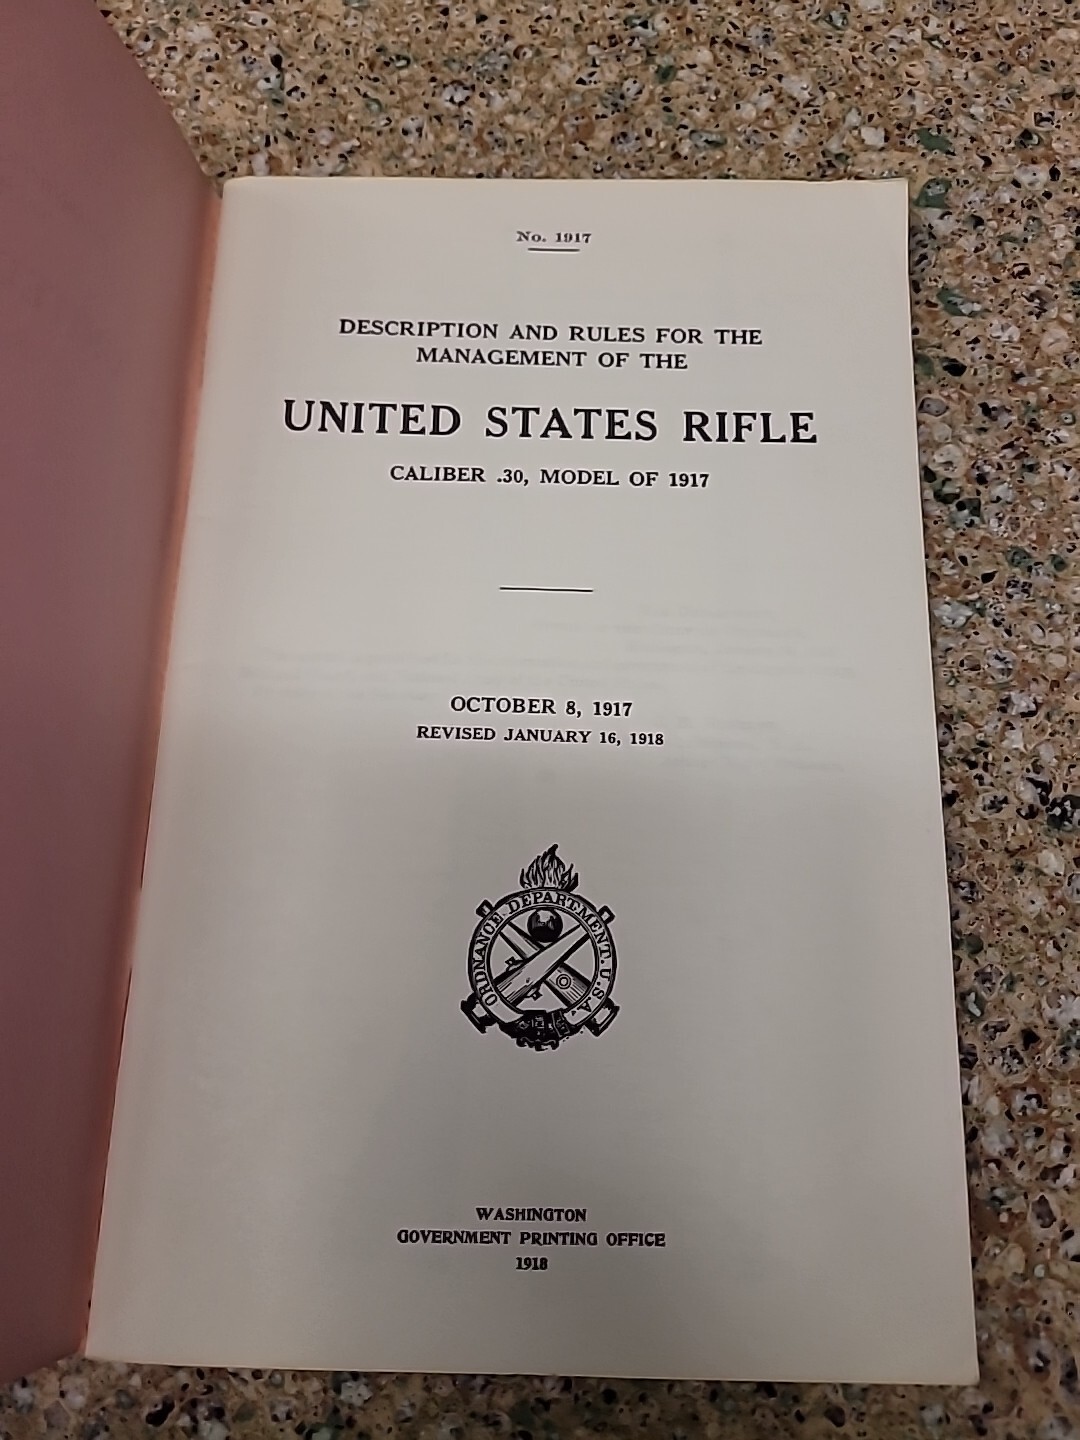 No. 1917
DESCRIPTION AND RULES FOR THE
MANAGEMENT OF THE
UNITED STATES RIFLE
CALIBER .30, MODEL OF 1917
OCTOBER 8, 1917
REVISED JANUARY 16, 1918
ORDNANCE DEPARTMENT. U.S.A.
WASHINGTON
GOVERNMENT PRINTING OFFICE
1918